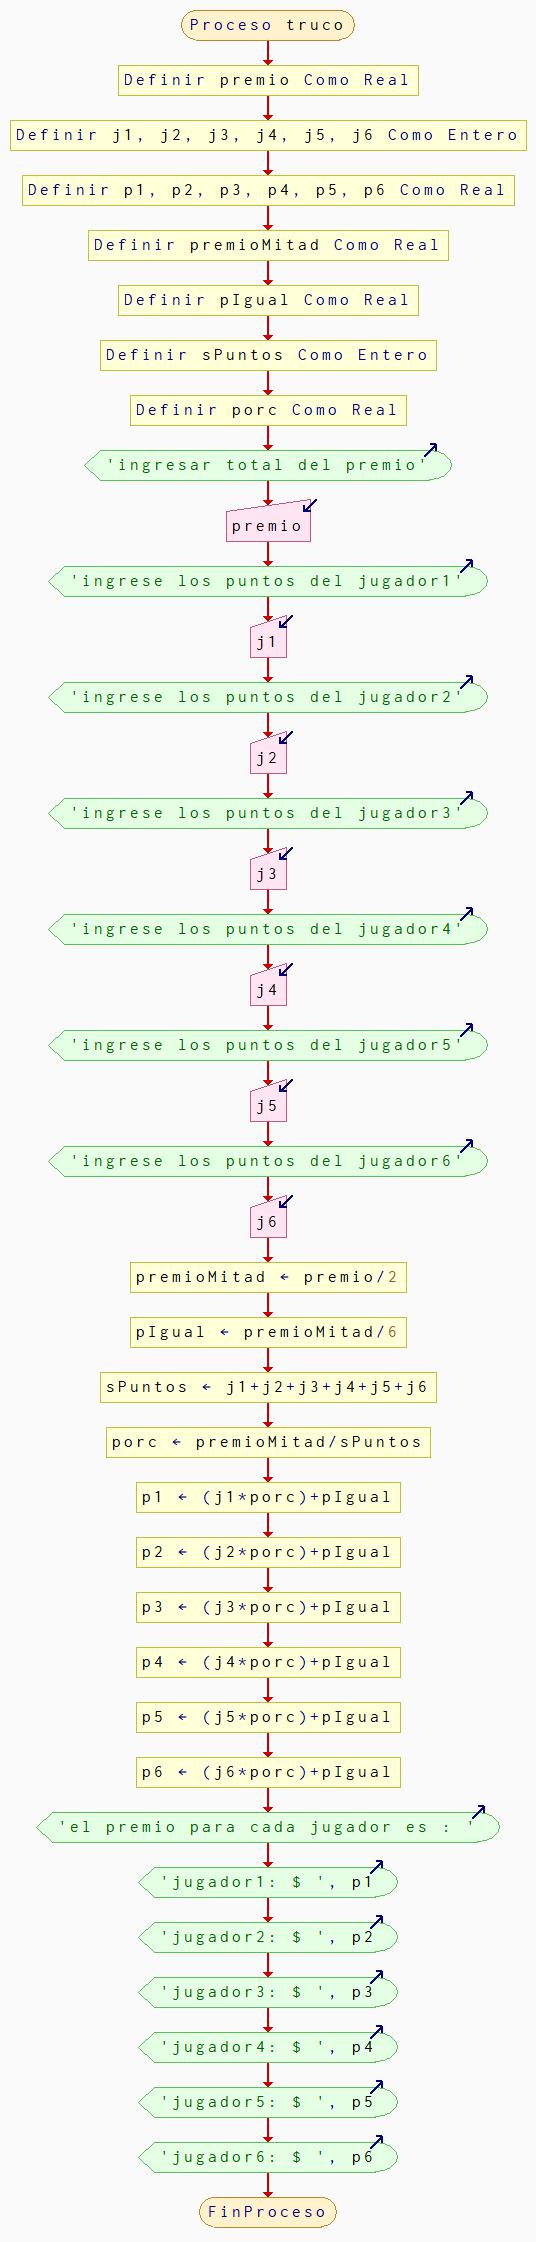 Proceso truco
Definir premio Como Real
Definir j1, j2, j3, j4, j5, j6 Como Entero
Definir p1, p2, p3, p4, p5, p6 Como Real
Definir premioMitad Como Real
Definir pIgual Como Real
Definir sPuntos Como Entero
Definir porc Como Real
'ingresar total del premio'
premio
'ingrese los puntos del jugador1'
j1
'ingrese los puntos del jugador2'
j2
'ingrese los puntos del jugador3'
j3
'ingrese los puntos del jugador4'
j4
'ingrese los puntos del jugador5'
j5
'ingrese los puntos del jugador6'
j6
premioMitad ← premio/2
pIgual ← premioMitad/6
sPuntos ← j1+j2+j3+j4+j5+j6
porc ← premioMitad/sPuntos
p1 ← (j1*porc)+pIgual
p2 ← (j2*porc)+pIgual
p3 ← (j3*porc)+pIgual
p4 ← (j4*porc)+pIgual
p5 ← (j5*porc)+pIgual
p6 ← (j6*porc)+pIgual
'el premio para cada jugador es : '
'jugador1: $ ', p1
'jugador2: $ ', p2
'jugador3: $ ', p3
'jugador4: $ ', p4
'jugador5: $ ', p5
'jugador6: $ ', p6
FinProceso